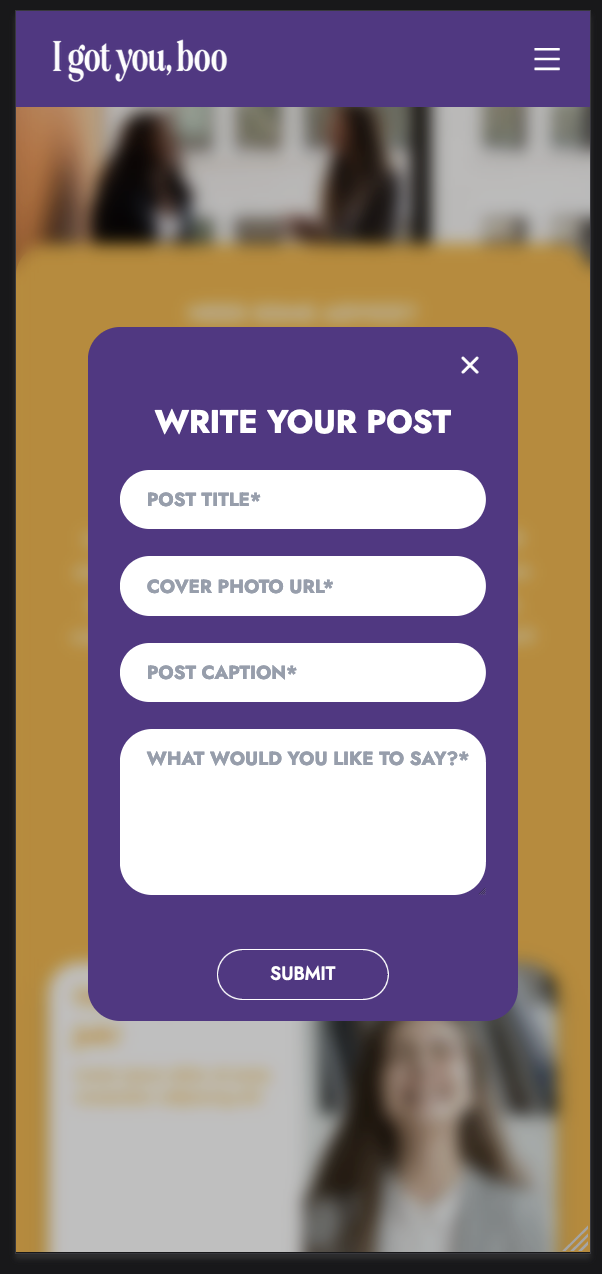 I got you, boo
WRITE YOUR POST
POST TITLE*
COVER PHOTO URL*
POST CAPTION*
WHAT WOULD YOU LIKE TO SAY?*
SUBMIT